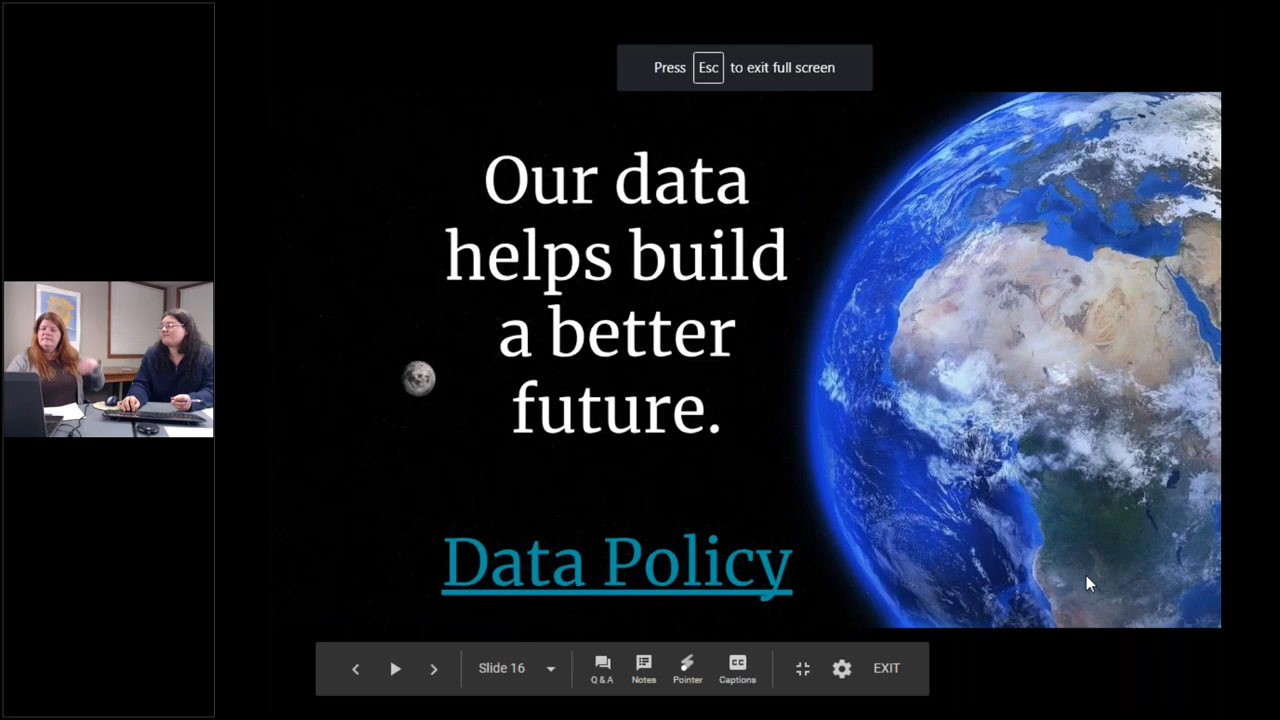 Press Esc to exit full screen
Our data
helps build
a better
future.
Data Policy
Slide 16
Q & A
Notes
Pointer
CC
Captions
EXIT